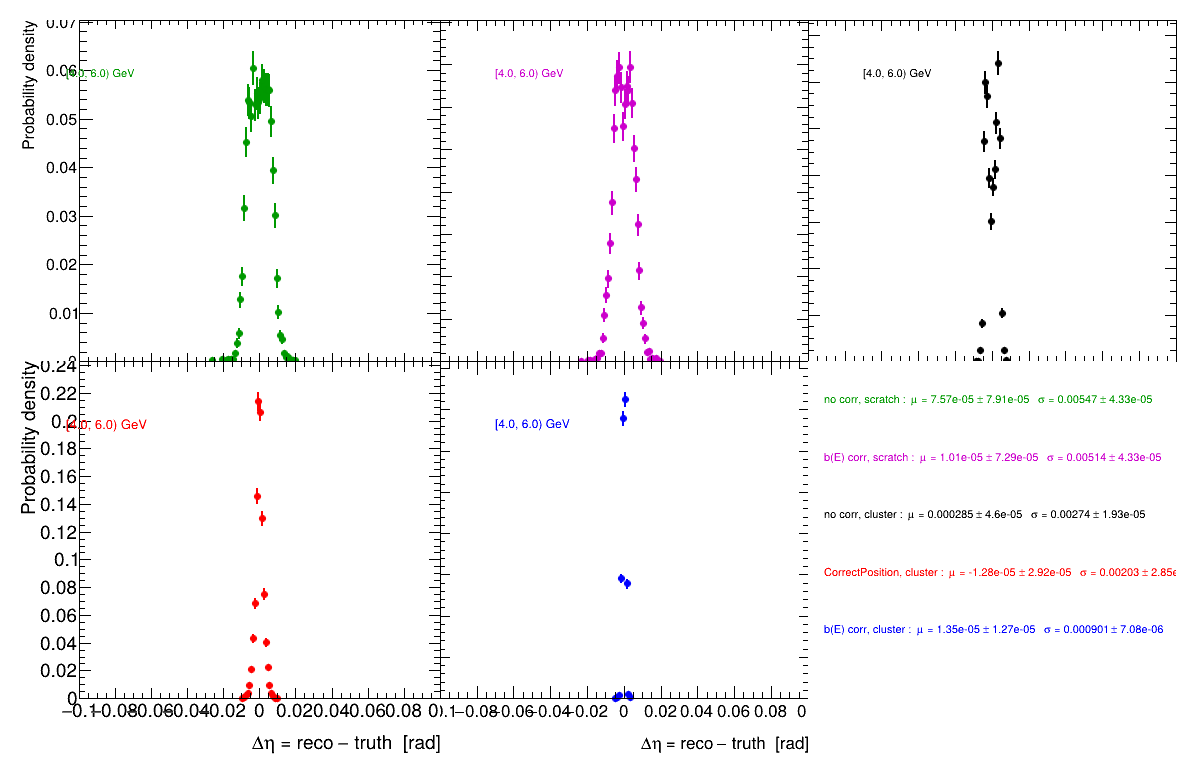 0.07
Probability density
0.06
[4.0, 6.0) GeV
[4.0, 6.0) GeV
[4.0, 6.0) GeV
0.05
0.04
0.03
0.02
0.01
0.24
Probability density
0.22
0.2
[4.0, 6.0) GeV
[4.0, 6.0) GeV
0.18
0.16
0.14
0.12
0.1
0.08
0.06
0.04
0.02
0
−0.1 −0.08 −0.06 −0.04 −0.02 0 0.02 0.04 0.06 0.08 0.1
−0.08 −0.06 −0.04 −0.02 0 0.02 0.04 0.06 0.08 0
Δη = reco − truth [rad]
Δη = reco − truth [rad]
no corr, scratch : μ = 7.57e-05 ± 7.91e-05 σ = 0.00547 ± 4.33e-05
b(E) corr, scratch : μ = 1.01e-05 ± 7.29e-05 σ = 0.00514 ± 4.33e-05
no corr, cluster : μ = 0.000285 ± 4.6e-05 σ = 0.00274 ± 1.93e-05
CorrectPosition, cluster : μ = -1.28e-05 ± 2.92e-05 σ = 0.00203 ± 2.85e
b(E) corr, cluster : μ = 1.35e-05 ± 1.27e-05 σ = 0.000901 ± 7.08e-06